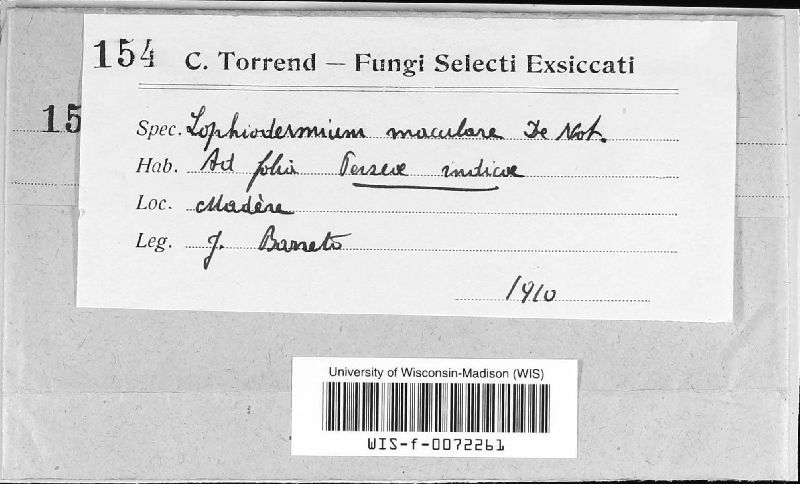 154 C. Torrend — Fungi Selecti Exsiccati
15
Spec. Lophiodermium maculare De Not.
Hab. Ad folia Perseae indicae
Loc. Madère
Leg. J. Barreto
1910
University of Wisconsin-Madison (WIS)
WIS-f-0072261